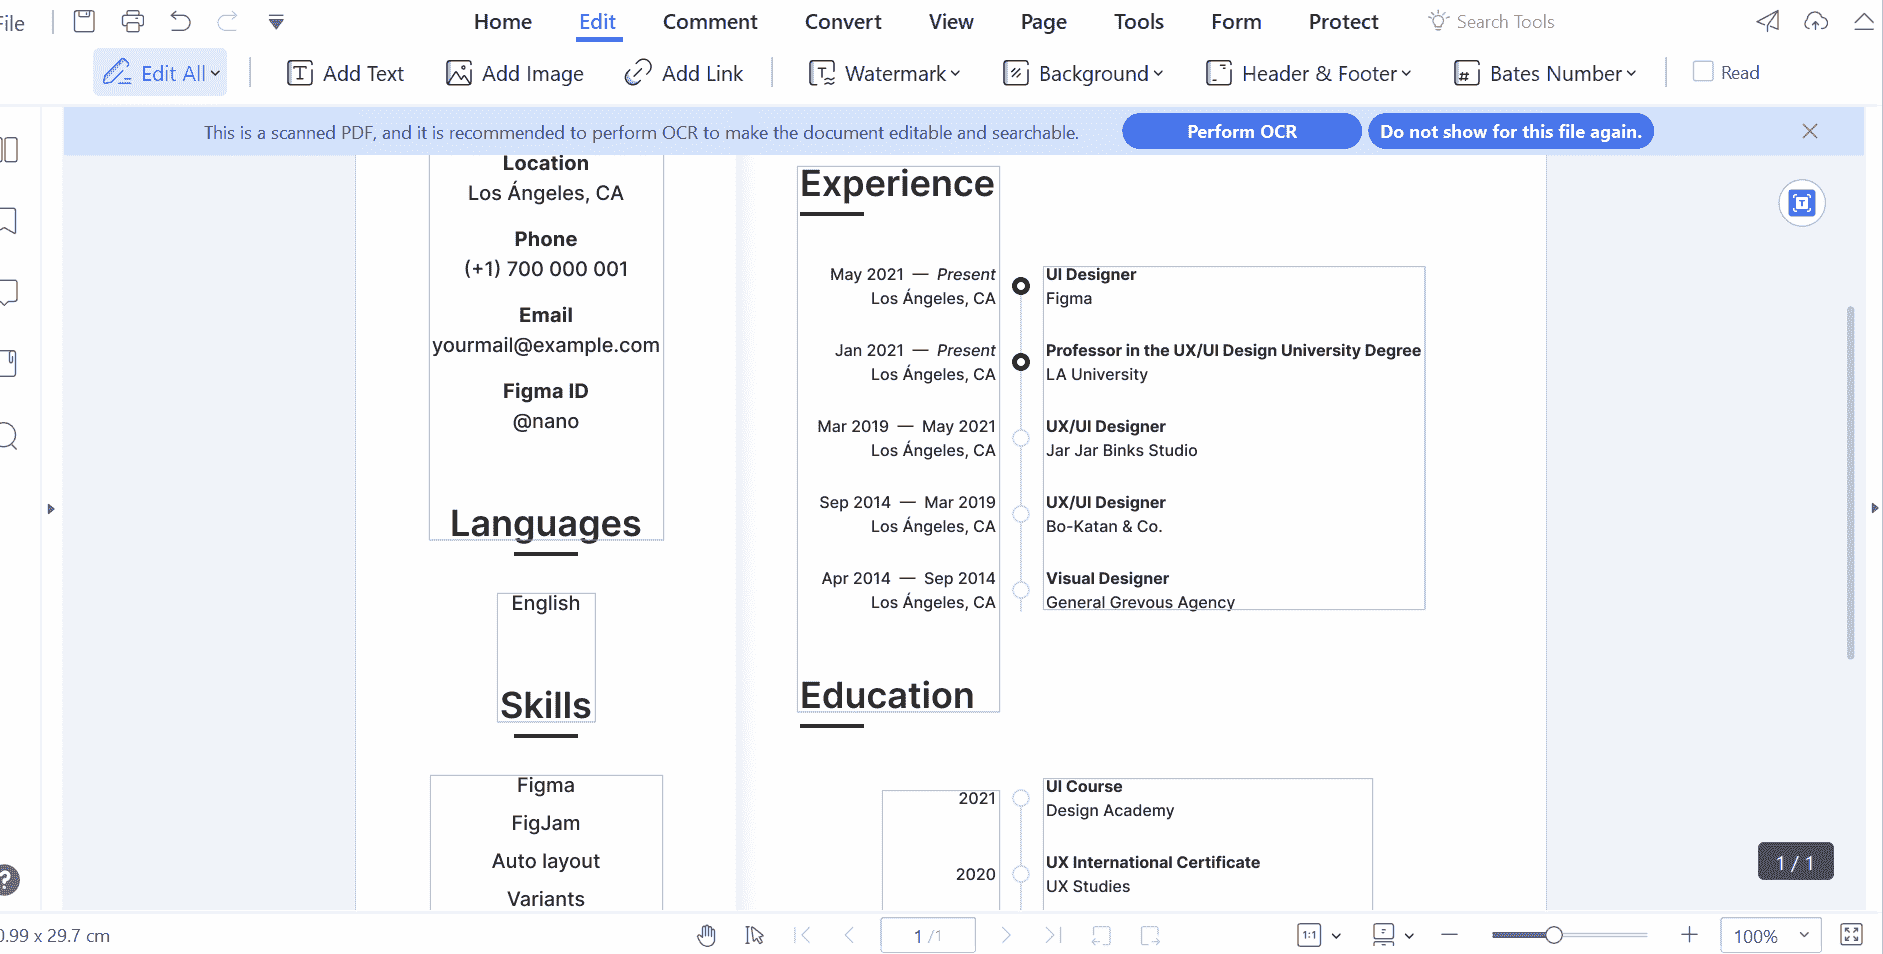 File
Home
Edit
Comment
Convert
View
Page
Tools
Form
Protect
Search Tools
Edit All
Add Text
Add Image
Add Link
Watermark
Background
Header & Footer
Bates Number
Read
This is a scanned PDF, and it is recommended to perform OCR to make the document editable and searchable.
Perform OCR
Do not show for this file again.
Location
Los Ángeles, CA
Phone
(+1) 700 000 001
Email
yourmail@example.com
Figma ID
@nano
Languages
English
Skills
Figma
FigJam
Auto layout
Variants
Experience
May 2021 — Present
Los Ángeles, CA
UI Designer
Figma
Jan 2021 — Present
Los Ángeles, CA
Professor in the UX/UI Design University Degree
LA University
Mar 2019 — May 2021
Los Ángeles, CA
UX/UI Designer
Jar Jar Binks Studio
Sep 2014 — Mar 2019
Los Ángeles, CA
UX/UI Designer
Bo-Katan & Co.
Apr 2014 — Sep 2014
Los Ángeles, CA
Visual Designer
General Grevous Agency
Education
2021
UI Course
Design Academy
2020
UX International Certificate
UX Studies
1 / 1
0.99 x 29.7 cm
1 /1
1:1
100%